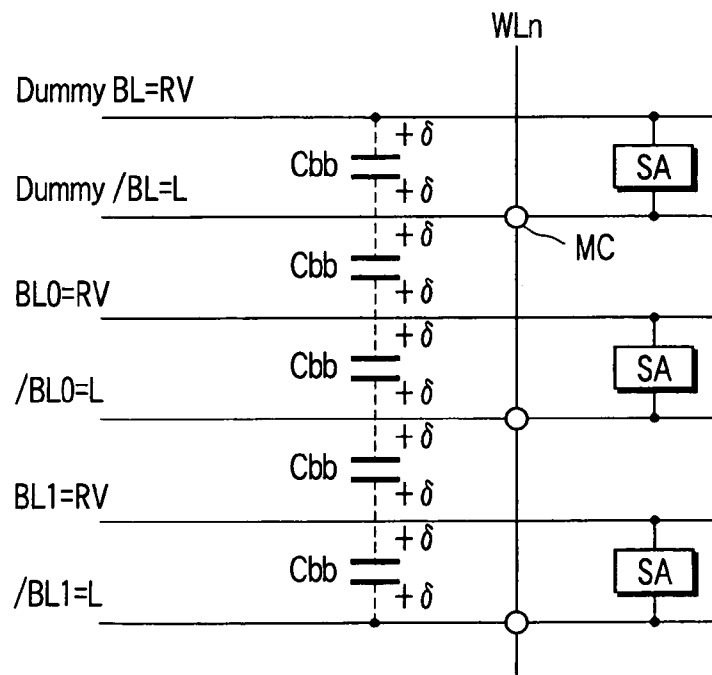 WLn
Dummy BL=RV
+δ
Cbb
SA
+δ
Dummy /BL=L
+δ
MC
Cbb
BL0=RV
+δ
+δ
Cbb
SA
/BL0=L
+δ
+δ
Cbb
BL1=RV
+δ
+δ
Cbb
SA
/BL1=L
+δ